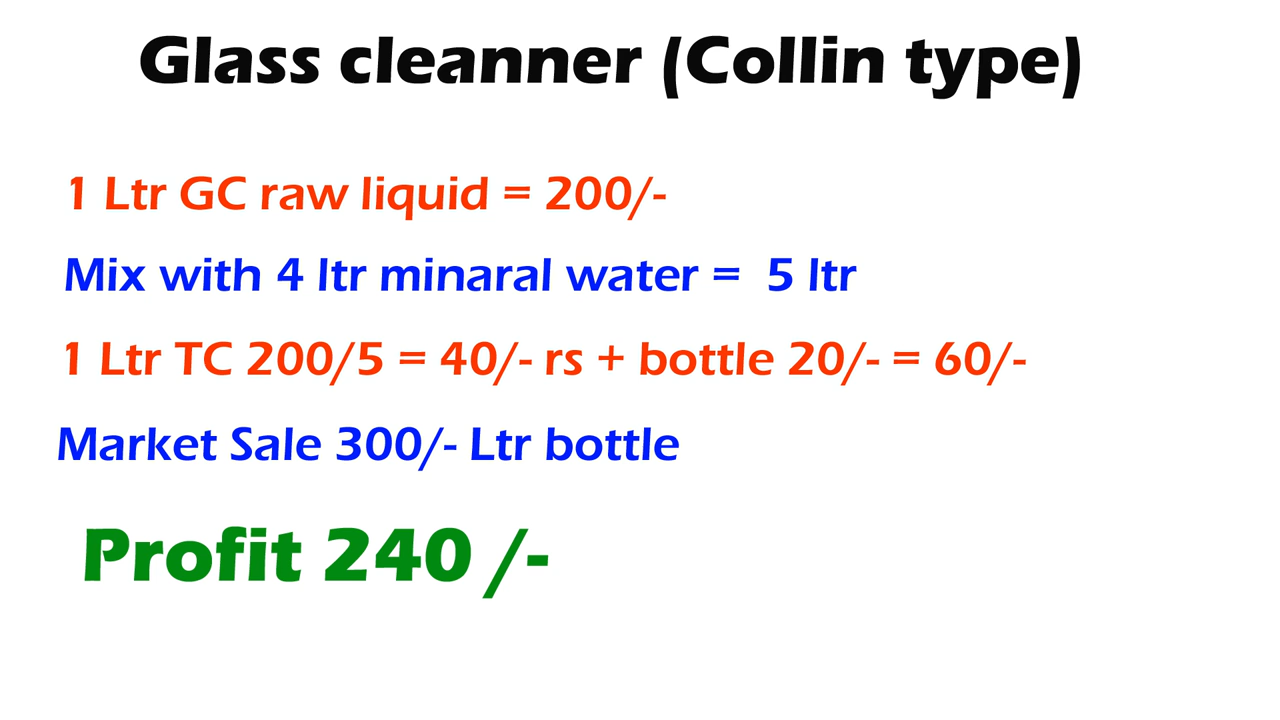 Glass cleanner (Collin type)
1 Ltr GC raw liquid = 200/-
Mix with 4 ltr minaral water = 5 ltr
1 Ltr TC 200/5 = 40/- rs + bottle 20/- = 60/-
Market Sale 300/- Ltr bottle
Profit 240 /-